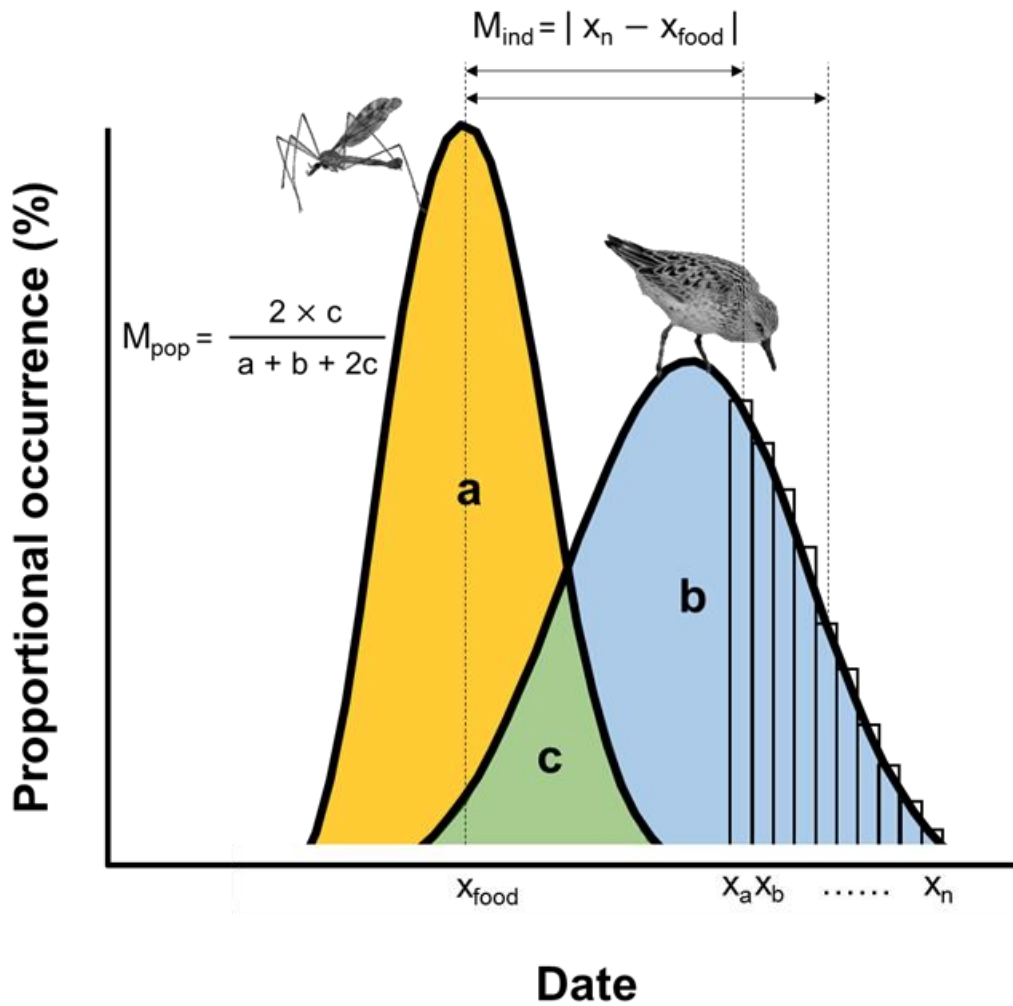 M_ind = | x_n − x_food |
Proportional occurrence (%)
M_pop = 2 × c / a + b + 2c
a
b
c
x_food
x_a x_b ...... x_n
Date